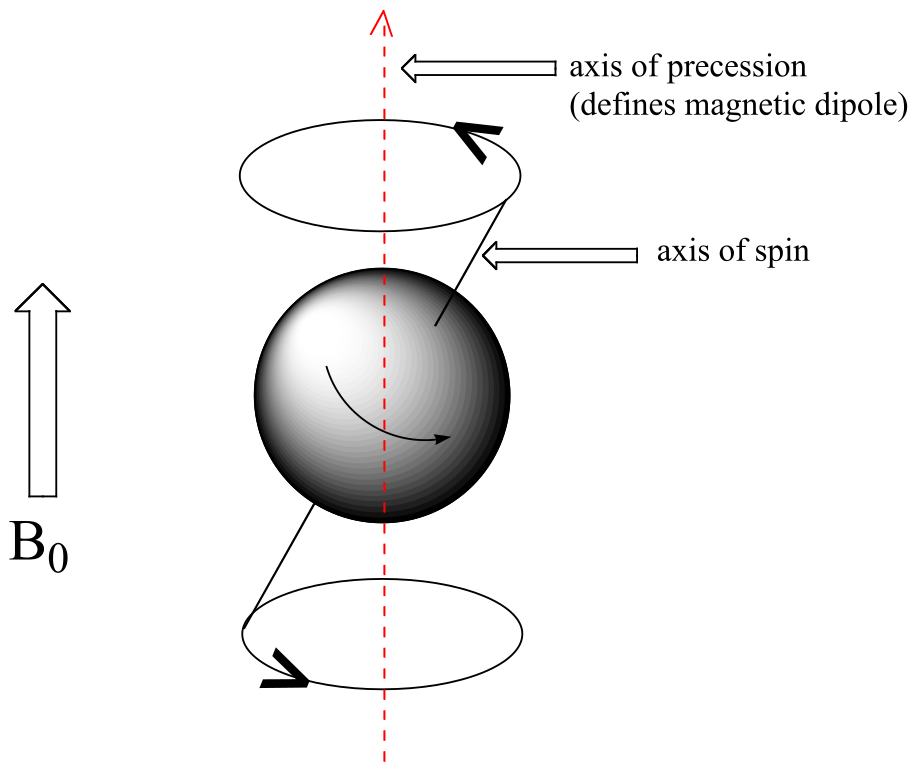 axis of precession
(defines magnetic dipole)
axis of spin
B₀